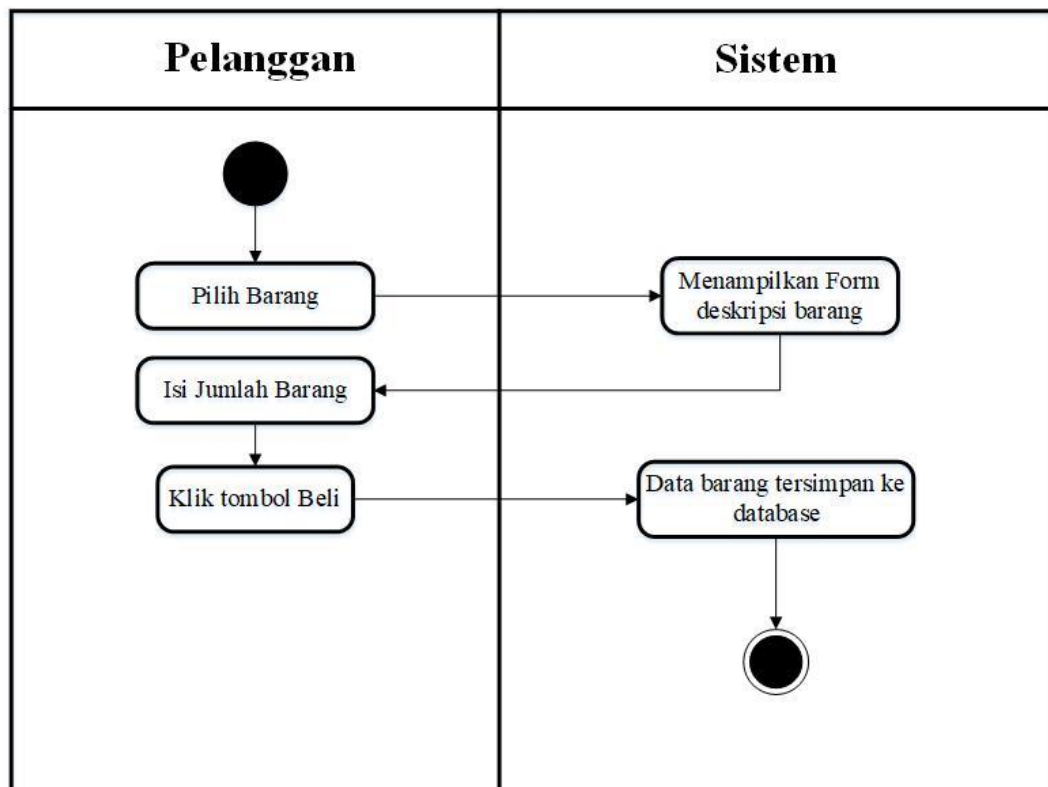 Pelanggan
Sistem
Pilih Barang
Menampilkan Form
deskripsi barang
Isi Jumlah Barang
Klik tombol Beli
Data barang tersimpan ke
database